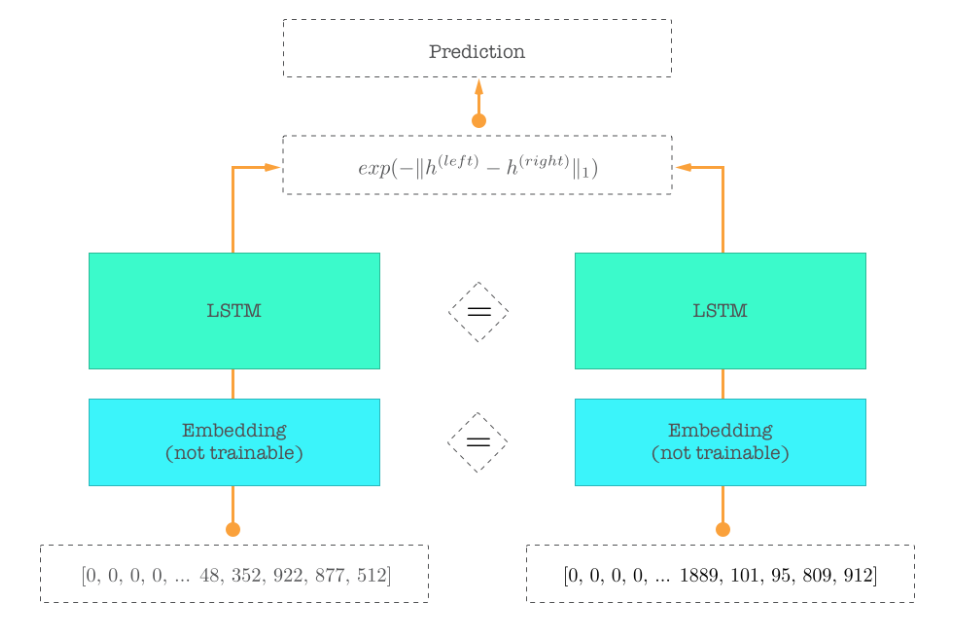 Prediction
exp(−‖h^(left) − h^(right)‖₁)
LSTM
=
LSTM
Embedding
(not trainable)
=
Embedding
(not trainable)
[0, 0, 0, 0, ... 48, 352, 922, 877, 512]
[0, 0, 0, 0, ... 1889, 101, 95, 809, 912]